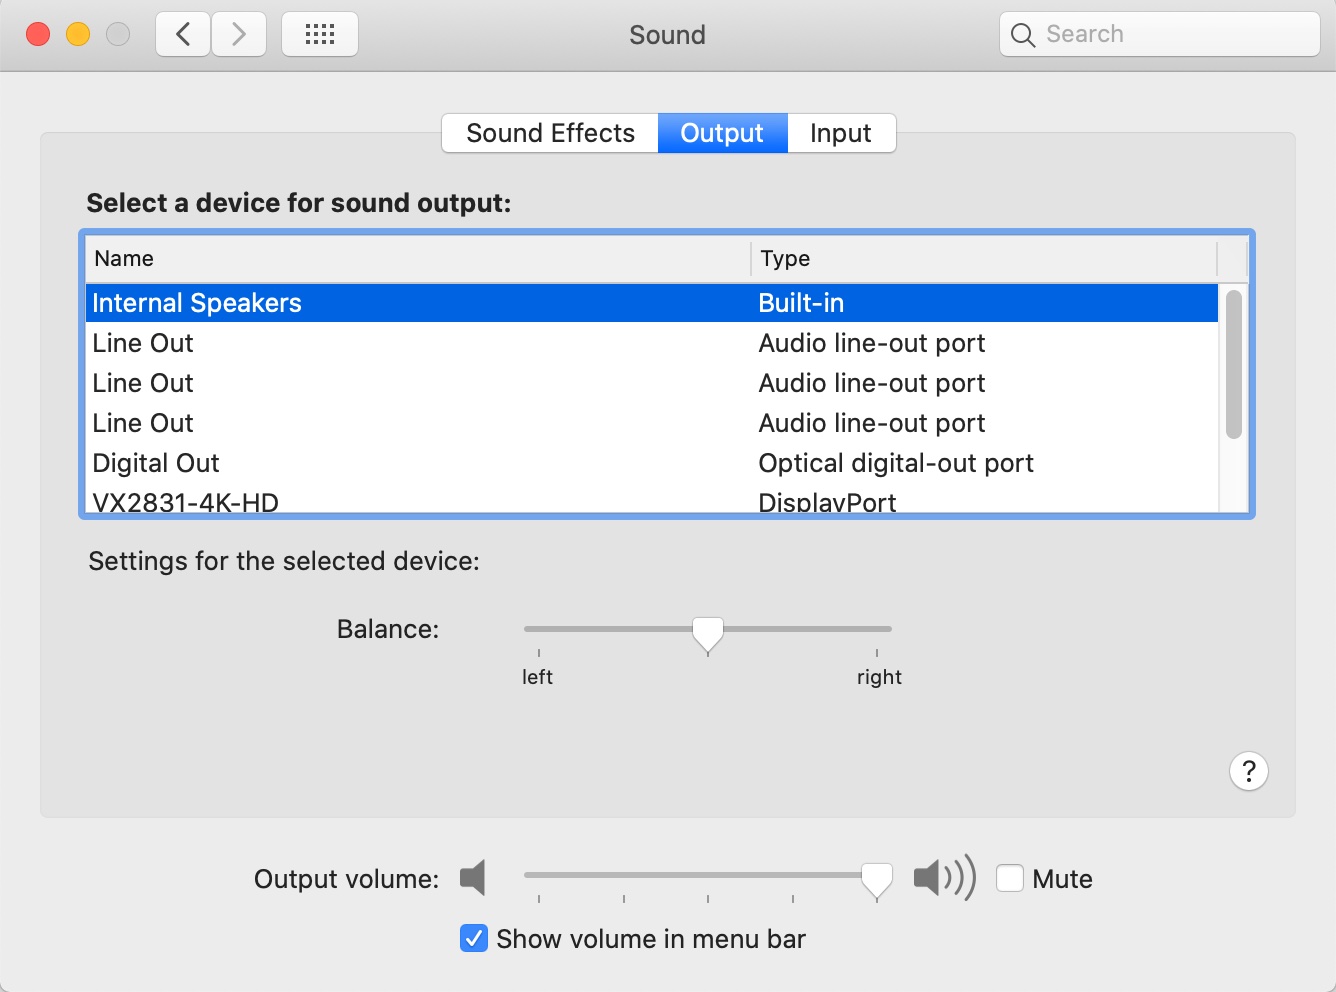 Sound
Search
Sound Effects Output Input
Select a device for sound output:
Name Type
Internal Speakers Built-in
Line Out Audio line-out port
Line Out Audio line-out port
Line Out Audio line-out port
Digital Out Optical digital-out port
VX2831-4K-HD DisplayPort
Settings for the selected device:
Balance:
left right
?
Output volume: Mute
Show volume in menu bar